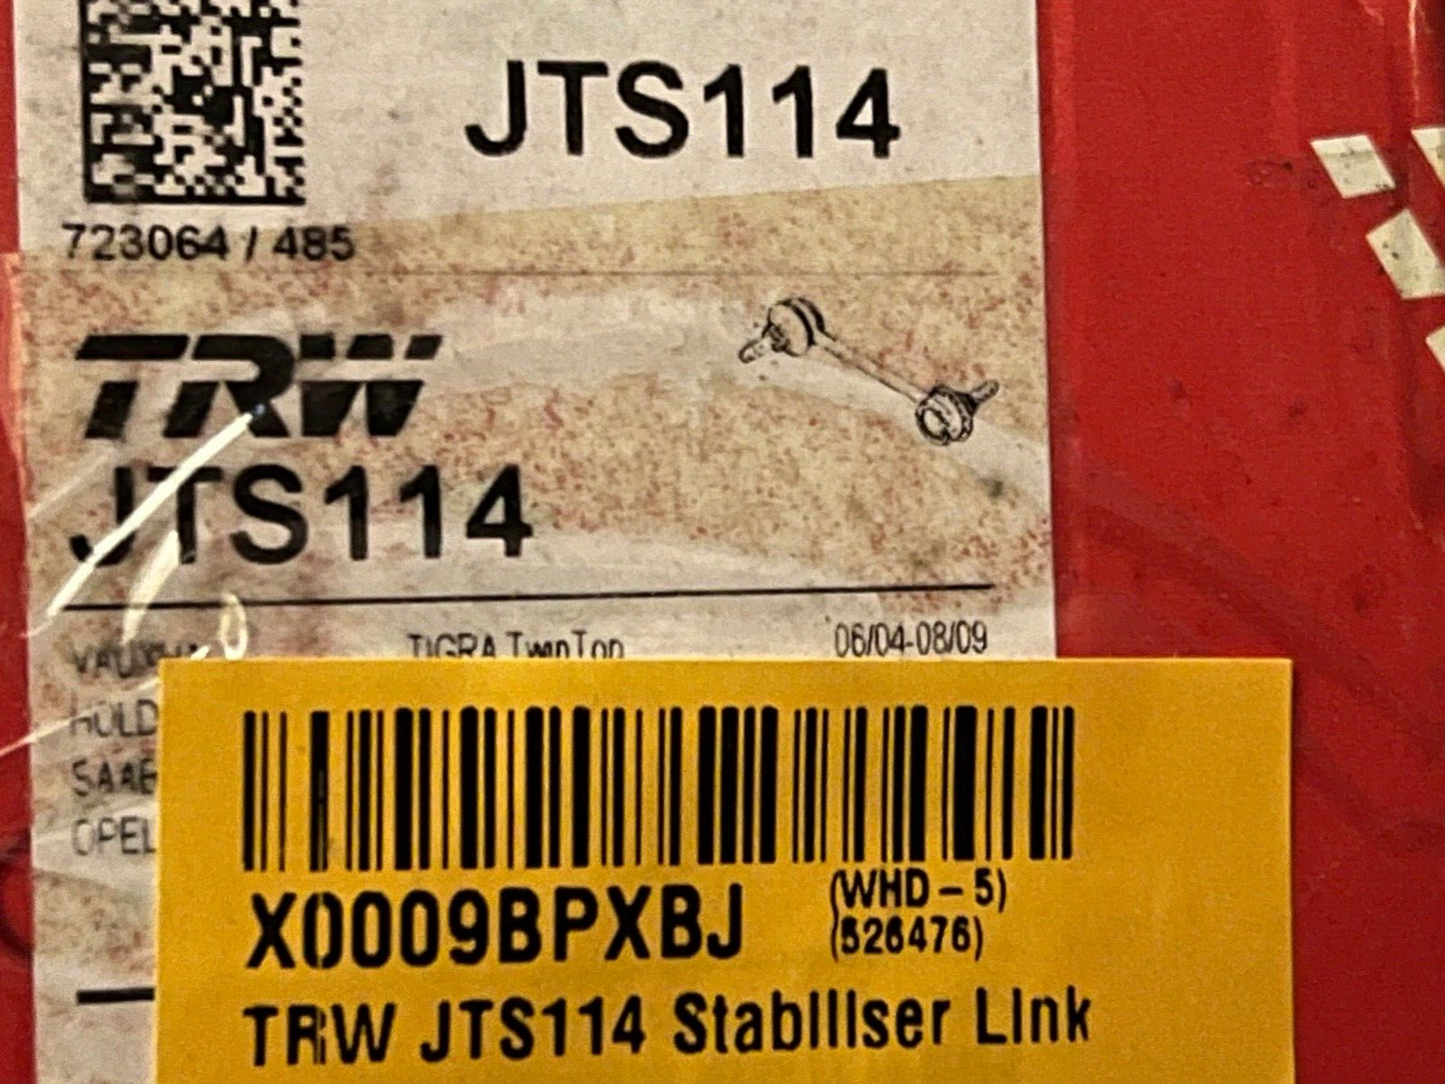 JTS114
723064 / 485
TRW
JTS114
TIGRA TwinTop 06/04-08/09
SAAB
OPEL
X0009BPXBJ (WHD - 5)
(526476)
TRW JTS114 Stabiliser Link